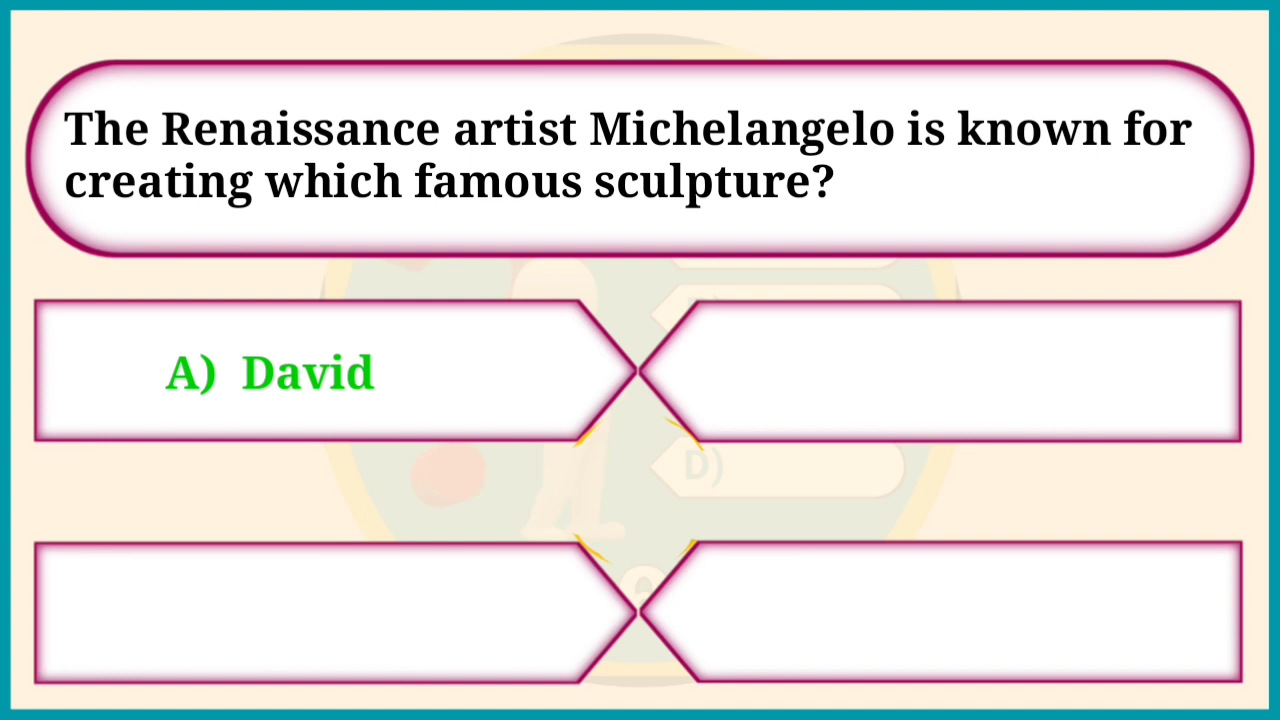 The Renaissance artist Michelangelo is known for
creating which famous sculpture?
A) David
D)